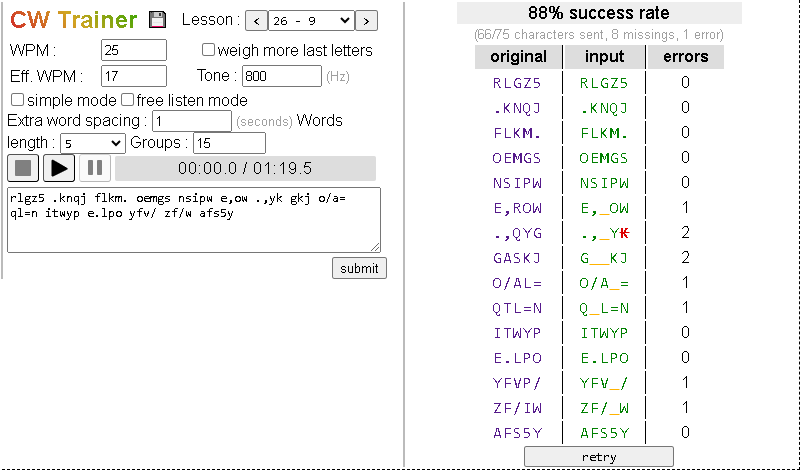 CW Trainer Lesson : < 26 - 9 >
WPM : 25 weigh more last letters
Eff. WPM : 17 Tone : 800 (Hz)
simple mode free listen mode
Extra word spacing : 1 (seconds) Words
length : 5 Groups : 15
00:00.0 / 01:19.5
rlgz5 .knqj flkm. oemgs nsipw e,ow .,yk gkj o/a=
ql=n itwyp e.lpo yfv/ zf/w afs5y
submit
88% success rate
(66/75 characters sent, 8 missings, 1 error)
original input errors
RLGZ5 RLGZ5 0
.KNQJ .KNQJ 0
FLKM. FLKM. 0
OEMGS OEMGS 0
NSIPW NSIPW 0
E,ROW E,_OW 1
.,QYG .,_YK 2
GASKJ G__KJ 2
O/AL= O/A_= 1
QTL=N Q_L=N 1
ITWYP ITWYP 0
E.LPO E.LPO 0
YFVP/ YFV_/ 1
ZF/IW ZF/_W 1
AFS5Y AFS5Y 0
retry